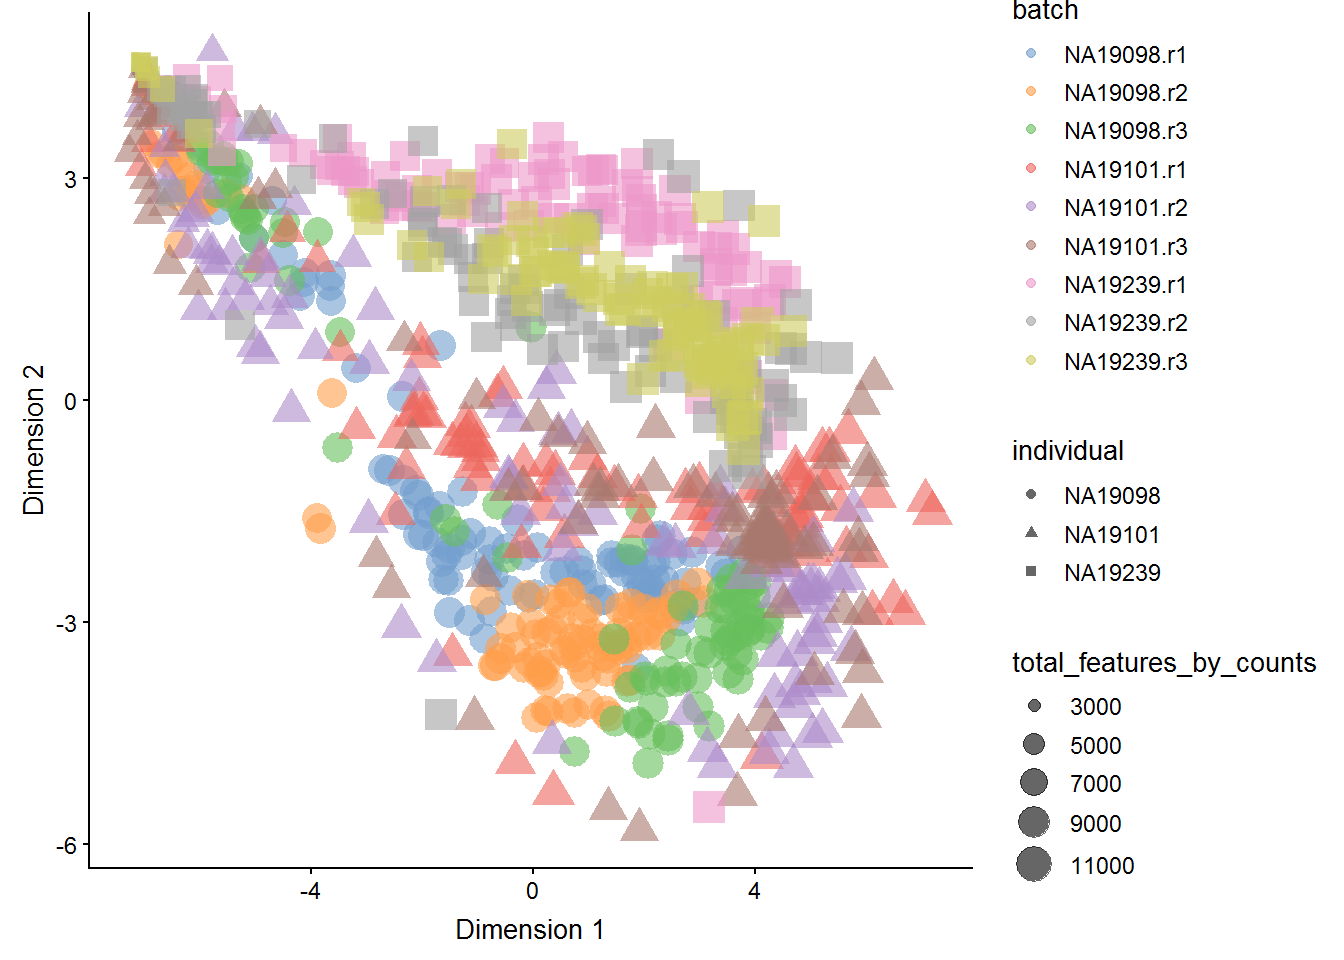 batch
NA19098.r1
NA19098.r2
NA19098.r3
NA19101.r1
NA19101.r2
NA19101.r3
NA19239.r1
NA19239.r2
NA19239.r3
individual
NA19098
NA19101
NA19239
total_features_by_counts
3000
5000
7000
9000
11000
Dimension 2
3
0
-3
-6
-4
0
4
Dimension 1